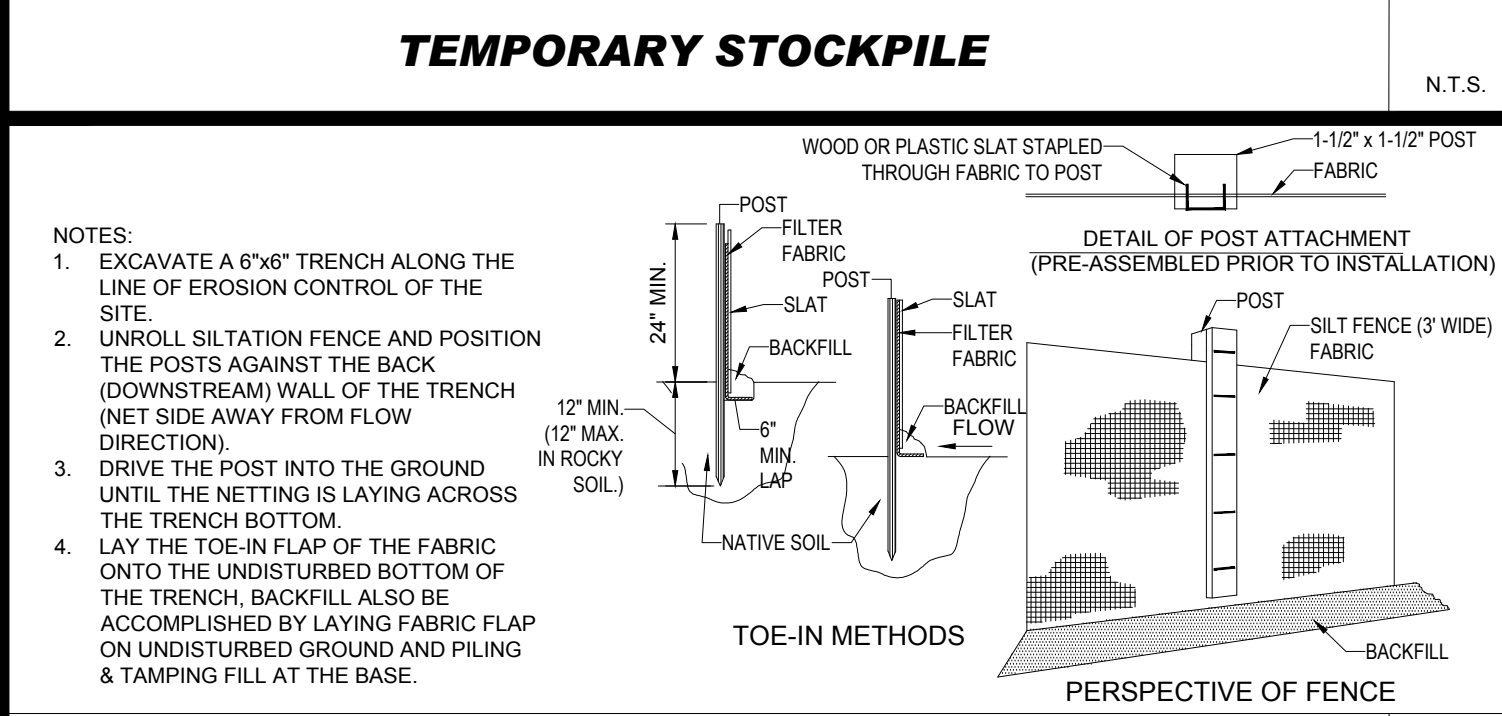 TEMPORARY STOCKPILE
N.T.S.
NOTES:
1. EXCAVATE A 6"x6" TRENCH ALONG THE
LINE OF EROSION CONTROL OF THE
SITE.
2. UNROLL SILTATION FENCE AND POSITION
THE POSTS AGAINST THE BACK
(DOWNSTREAM) WALL OF THE TRENCH
(NET SIDE AWAY FROM FLOW
DIRECTION).
3. DRIVE THE POST INTO THE GROUND
UNTIL THE NETTING IS LAYING ACROSS
THE TRENCH BOTTOM.
4. LAY THE TOE-IN FLAP OF THE FABRIC
ONTO THE UNDISTURBED BOTTOM OF
THE TRENCH, BACKFILL ALSO BE
ACCOMPLISHED BY LAYING FABRIC FLAP
ON UNDISTURBED GROUND AND PILING
& TAMPING FILL AT THE BASE.
POST
FILTER
FABRIC
SLAT
BACKFILL
24" MIN.
12" MIN.
(12" MAX.
IN ROCKY
SOIL.)
6"
MIN.
LAP
NATIVE SOIL
POST
SLAT
FILTER
FABRIC
BACKFILL
FLOW
TOE-IN METHODS
WOOD OR PLASTIC SLAT STAPLED
THROUGH FABRIC TO POST
1-1/2" x 1-1/2" POST
FABRIC
DETAIL OF POST ATTACHMENT
(PRE-ASSEMBLED PRIOR TO INSTALLATION)
POST
SILT FENCE (3' WIDE)
FABRIC
BACKFILL
PERSPECTIVE OF FENCE